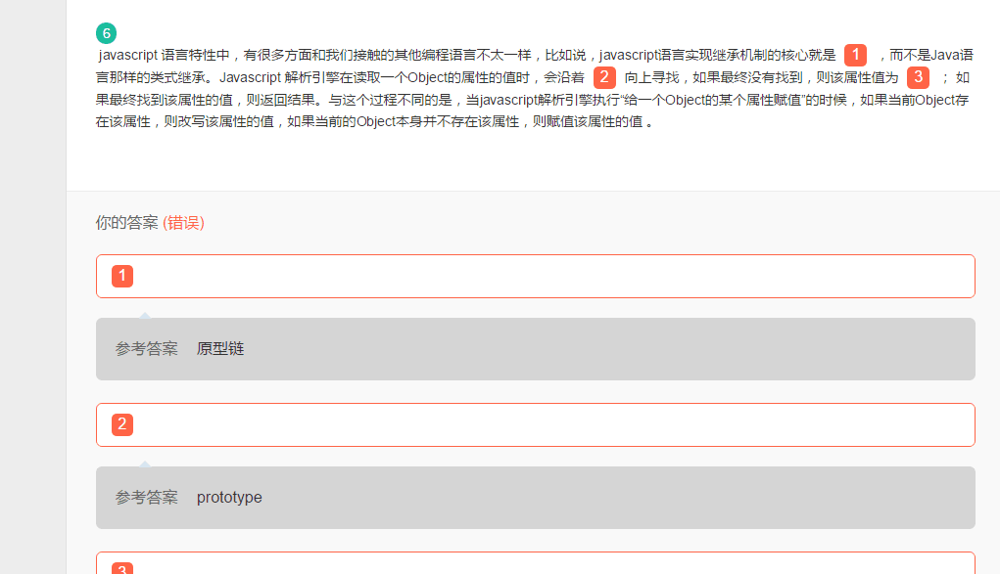 6
javascript 语言特性中，有很多方面和我们接触的其他编程语言不太一样，比如说，javascript语言实现继承机制的核心就是 1 ，而不是Java语
言那样的类式继承。Javascript 解析引擎在读取一个Object的属性的值时，会沿着 2 向上寻找，如果最终没有找到，则该属性值为 3 ； 如
果最终找到该属性的值，则返回结果。与这个过程不同的是，当javascript解析引擎执行“给一个Object的某个属性赋值”的时候，如果当前Object存
在该属性，则改写该属性的值，如果当前的Object本身并不存在该属性，则赋值该属性的值 。
你的答案 (错误)
1
参考答案 原型链
2
参考答案 prototype
3